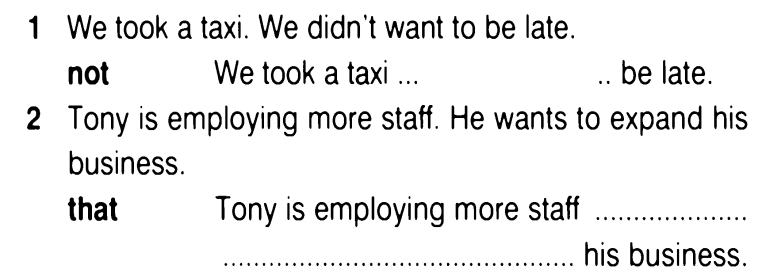 1 We took a taxi. We didn't want to be late.
not We took a taxi ... .. be late.
2 Tony is employing more staff. He wants to expand his
business.
that Tony is employing more staff ....................
.............................................. his business.